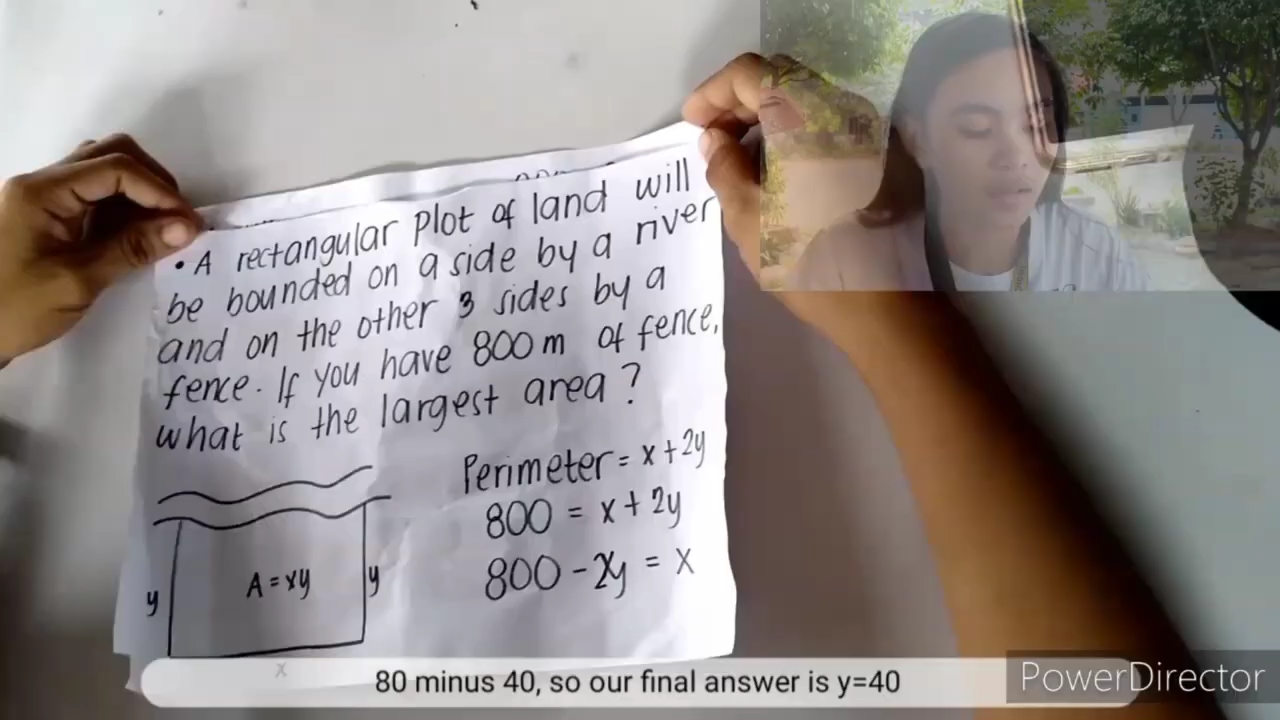 • A rectangular plot of land will
be bounded on a side by a river
and on the other 3 sides by a
fence. If you have 800 m of fence,
what is the largest area?
Perimeter = x + 2y
800 = x + 2y
800 - 2y = x
A = xy
y
y
x
80 minus 40, so our final answer is y=40
PowerDirector